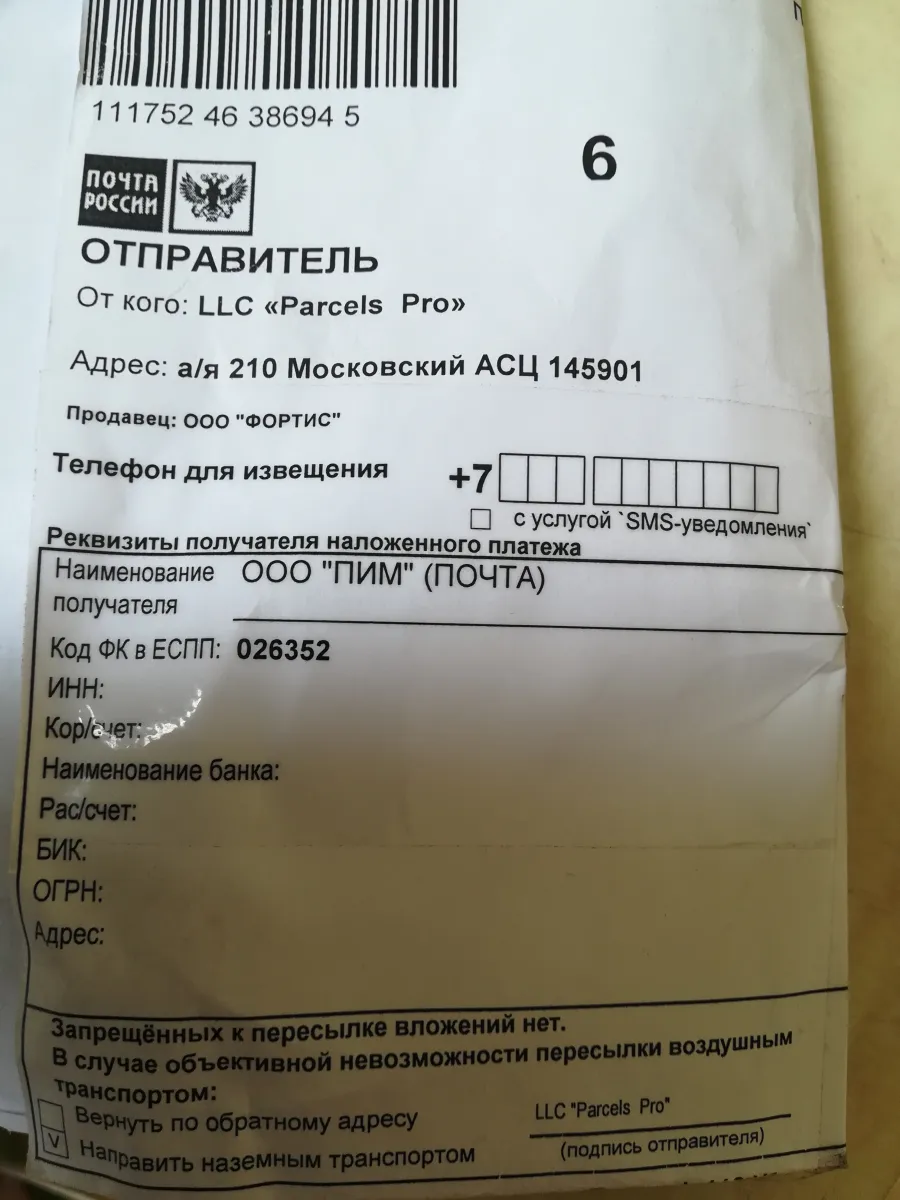 111752 46 38694 5
6
ПОЧТА
РОССИИ
ОТПРАВИТЕЛЬ
От кого: LLC «Parcels Pro»
Адрес: а/я 210 Московский АСЦ 145901
Продавец: ООО "ФОРТИС"
Телефон для извещения +7
с услугой `SMS-уведомления`
Реквизиты получателя наложенного платежа
Наименование ООО "ПИМ" (ПОЧТА)
получателя
Код ФК в ЕСПП: 026352
ИНН:
Кор/счет:
Наименование банка:
Рас/счет:
БИК:
ОГРН:
Адрес:
Запрещённых к пересылке вложений нет.
В случае объективной невозможности пересылки воздушным
транспортом:
Вернуть по обратному адресу LLC "Parcels Pro"
V Направить наземным транспортом (подпись отправителя)